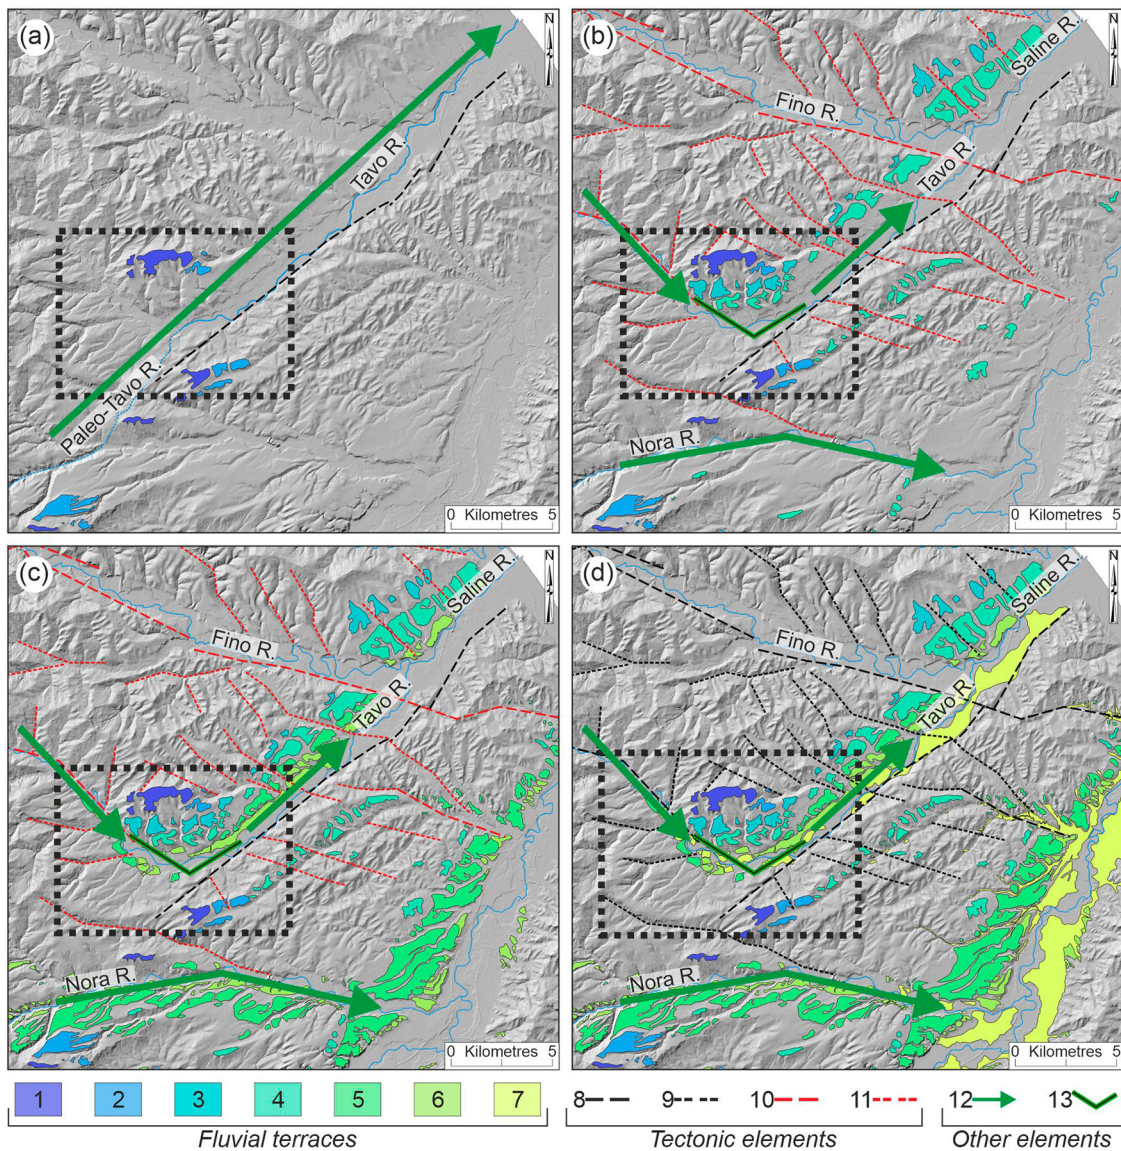 (a)
N
Tavo R.
Paleo-Tavo R.
0 Kilometres 5
(b)
N
Saline R.
Fino R.
Tavo R.
Nora R.
0 Kilometres 5
(c)
N
Saline R.
Fino R.
Tavo R.
Nora R.
0 Kilometres 5
(d)
N
Saline R.
Fino R.
Tavo R.
Nora R.
0 Kilometres 5
1 2 3 4 5 6 7 8 9 10 11 12 13
Fluvial terraces Tectonic elements Other elements